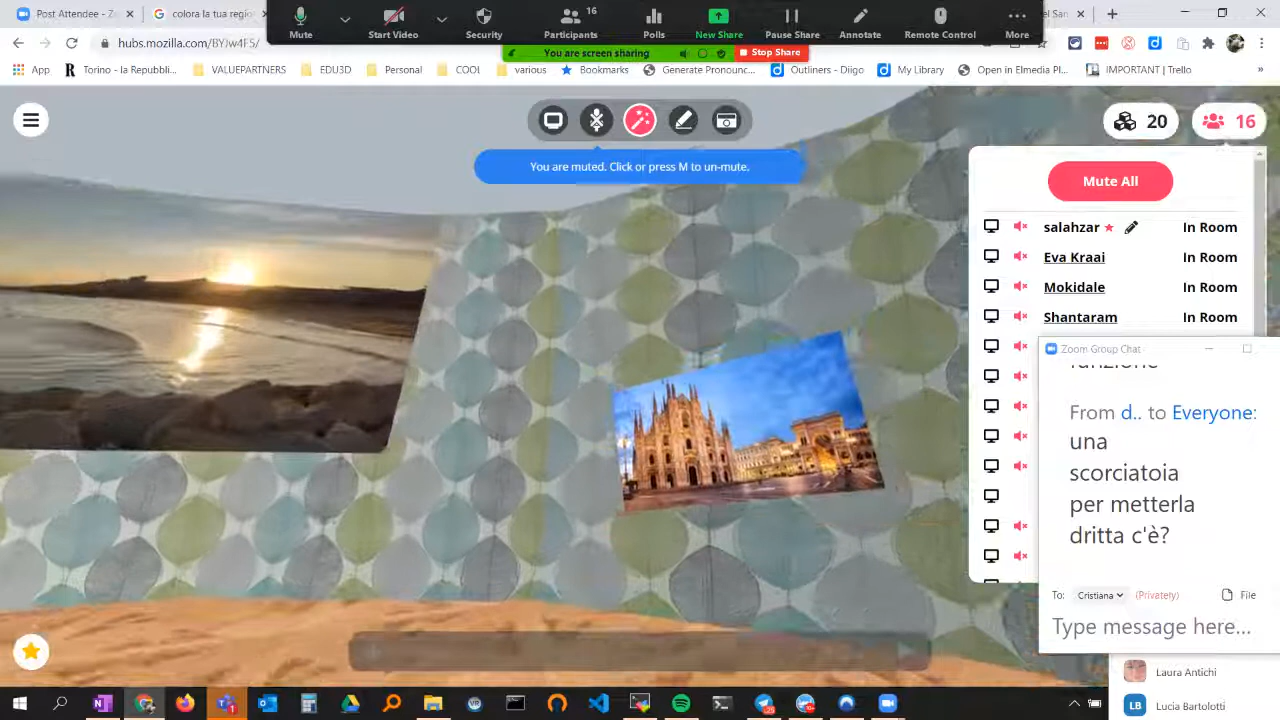 Post Attendee - Zo
colora la tua regio
Mute
Start Video
Security
Participants
16
Polls
New Share
Pause Share
Annotate
Remote Control
More
hubs.mozilla.com/BYJw4F5/
You are screen sharing
Stop Share
App
Torino - la Repubbli...
VALUEPARTNERS
EDU3D
Personal
COOL
various
Bookmarks
Generate Pronounc...
Outliners - Diigo
My Library
Open in Elmedia Pl...
IMPORTANT | Trello
20
16
You are muted. Click or press M to un-mute.
Mute All
salahzar In Room
Eva Kraai In Room
Mokidale In Room
Shantaram In Room
Zoom Group Chat
funzione
From d.. to Everyone:
una
scorciatoia
per metterla
dritta c'è?
To: Cristiana (Privately) File
Type message here...
Laura Antichi
LB Lucia Bartolotti